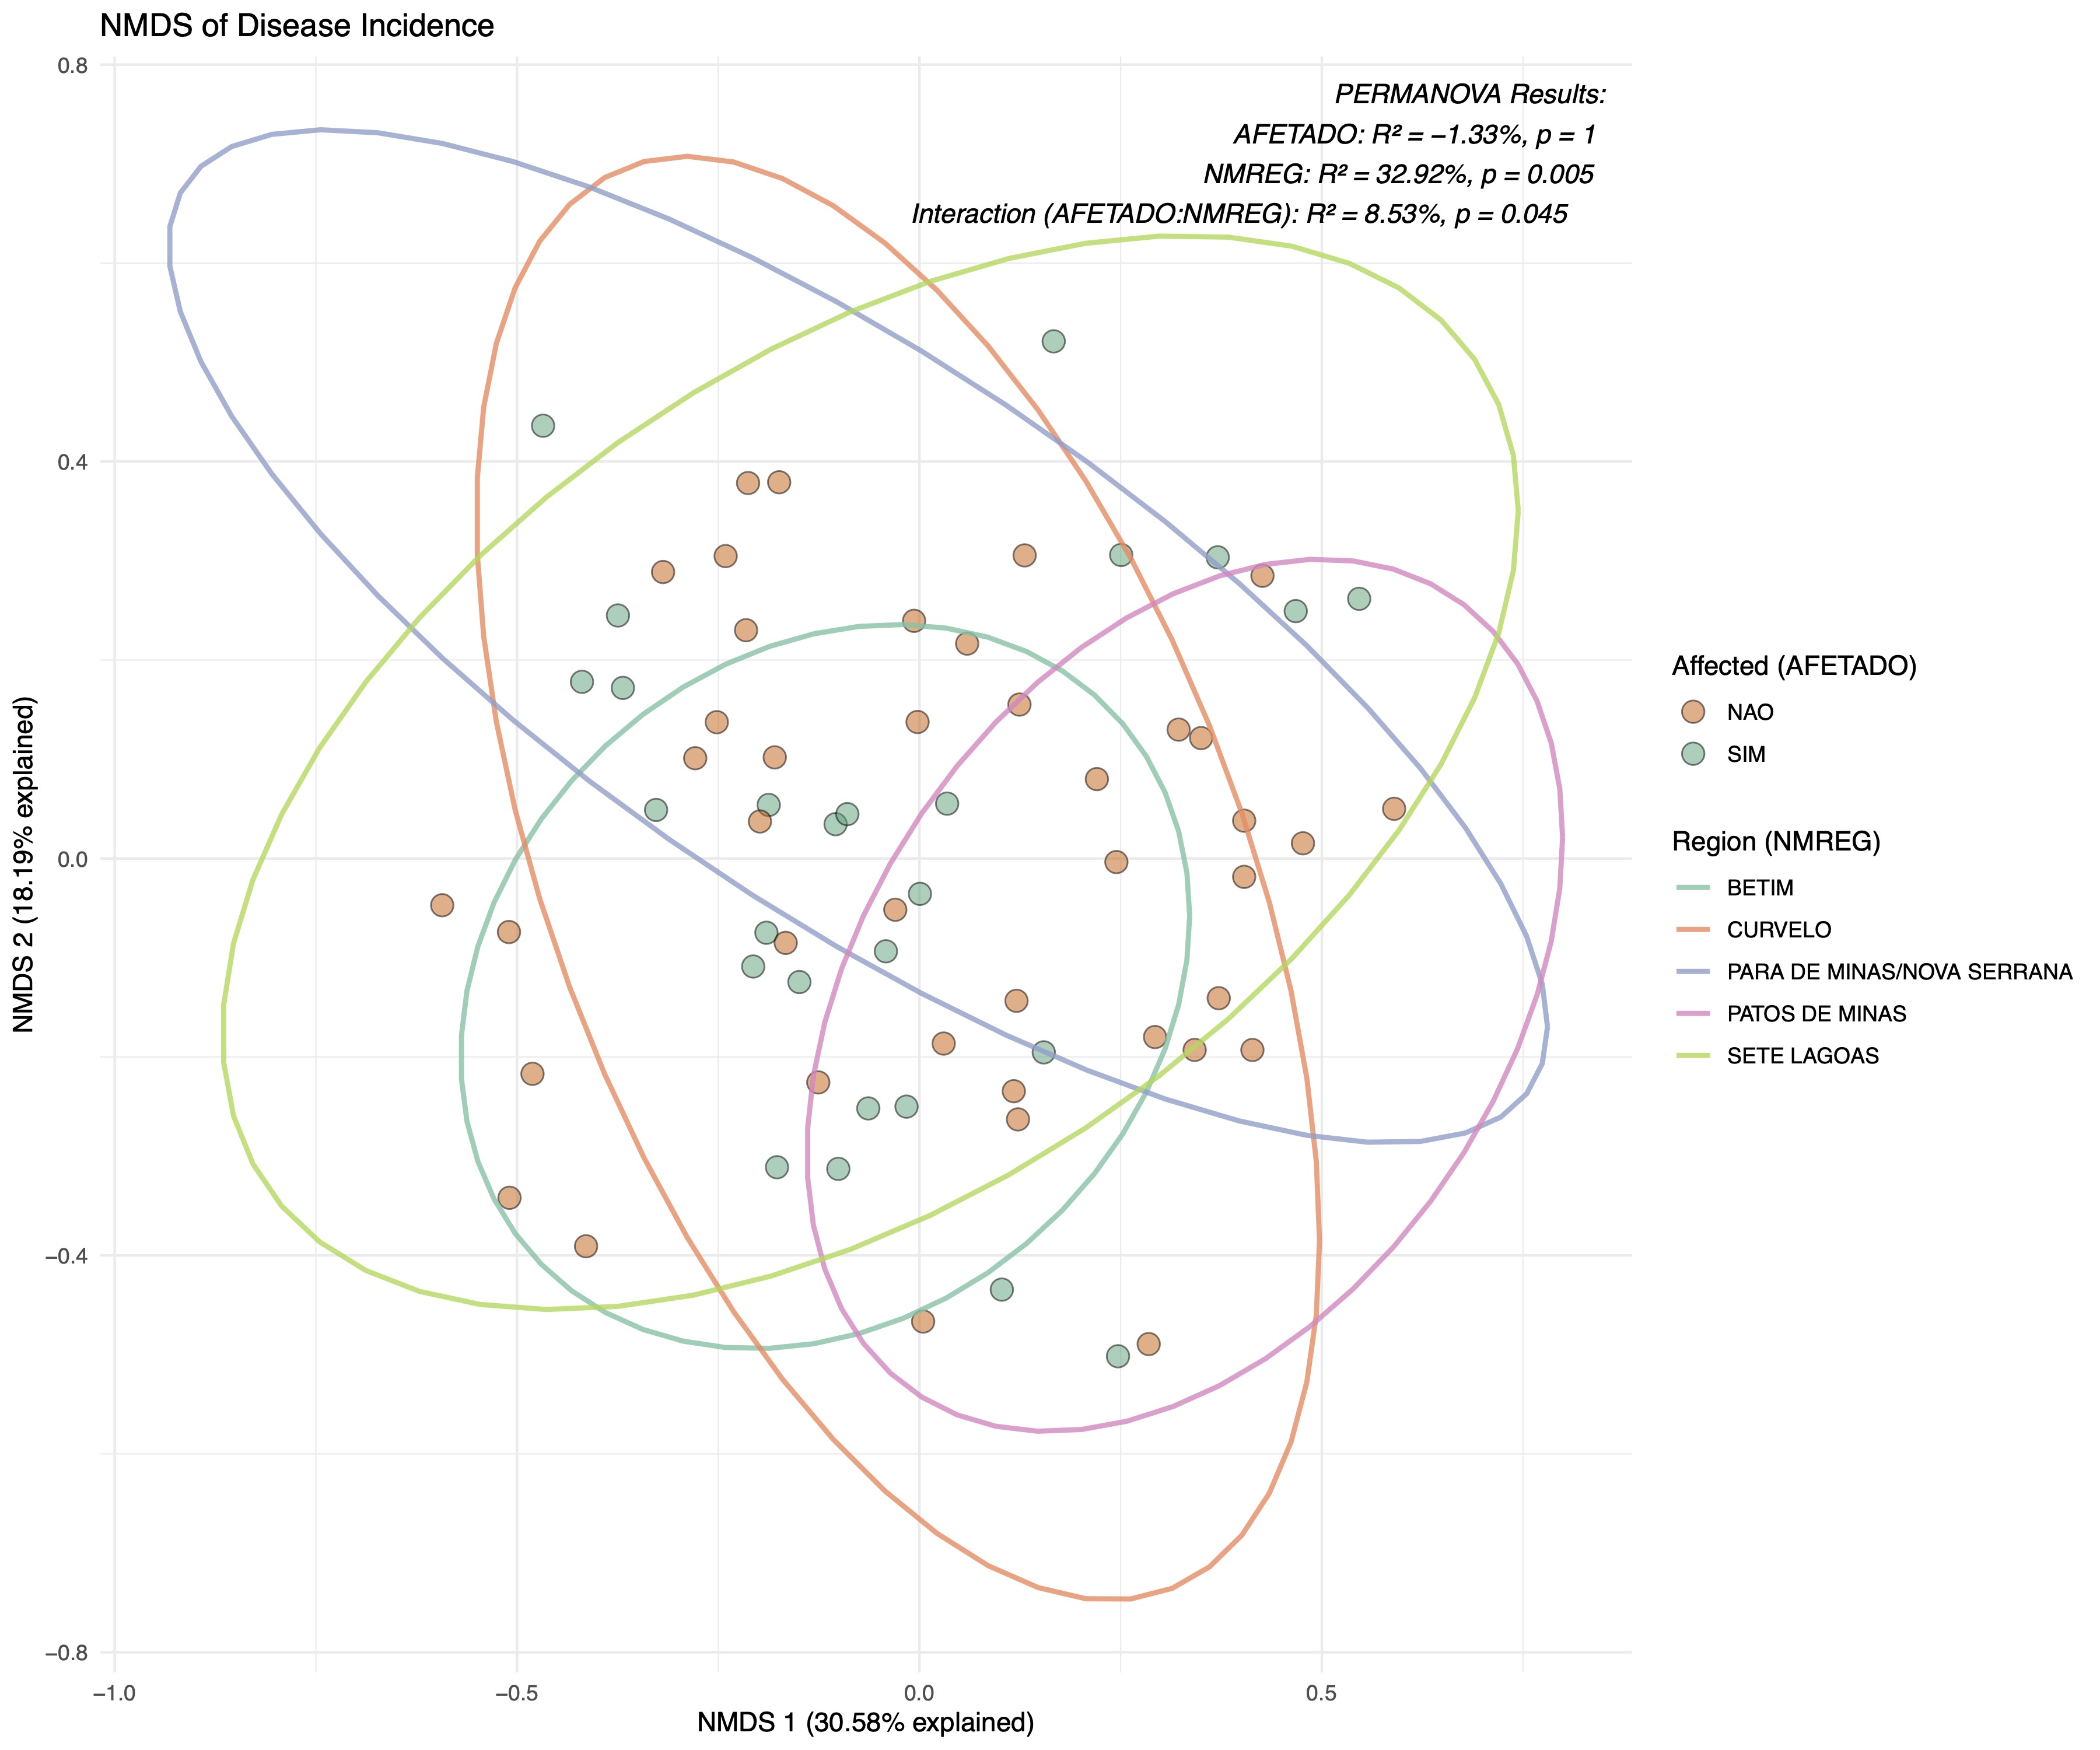 NMDS of Disease Incidence
PERMANOVA Results:
AFETADO: R² = −1.33%, p = 1
NMREG: R² = 32.92%, p = 0.005
Interaction (AFETADO:NMREG): R² = 8.53%, p = 0.045
0.8
0.4
0.0
−0.4
−0.8
NMDS 2 (18.19% explained)
−1.0
−0.5
0.0
0.5
NMDS 1 (30.58% explained)
Affected (AFETADO)
NAO
SIM
Region (NMREG)
BETIM
CURVELO
PARA DE MINAS/NOVA SERRANA
PATOS DE MINAS
SETE LAGOAS